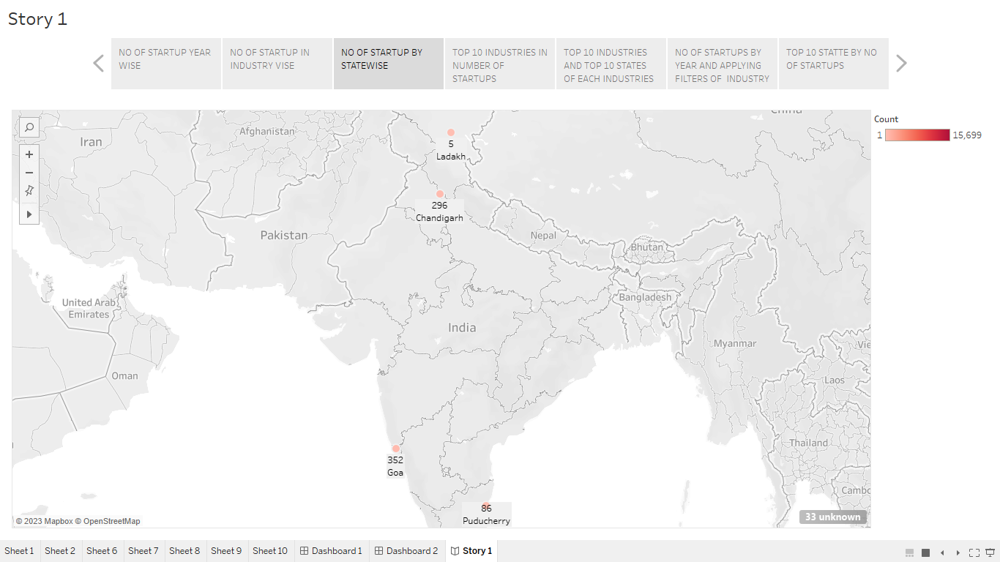 Story 1
NO OF STARTUP YEAR
WISE
NO OF STARTUP IN
INDUSTRY VISE
NO OF STARTUP BY
STATEWISE
TOP 10 INDUSTRIES IN
NUMBER OF
STARTUPS
TOP 10 INDUSTRIES
AND TOP 10 STATES
OF EACH INDUSTRIES
NO OF STARTUPS BY
YEAR AND APPLYING
FILTERS OF  INDUSTRY
TOP 10 STATTE BY NO
OF STARTUPS
Count
1 15,699
China
Afghanistan
Iran
5
Ladakh
296
Chandigarh
Pakistan
Nepal
Bhutan
United Arab
Emirates
Bangladesh
India
Myanmar
Vie
Oman
Laos
Thailand
352
Goa
Cambo
86
Puducherry
33 unknown
© 2023 Mapbox © OpenStreetMap
Sheet 1 Sheet 2 Sheet 6 Sheet 7 Sheet 8 Sheet 9 Sheet 10 Dashboard 1 Dashboard 2 Story 1